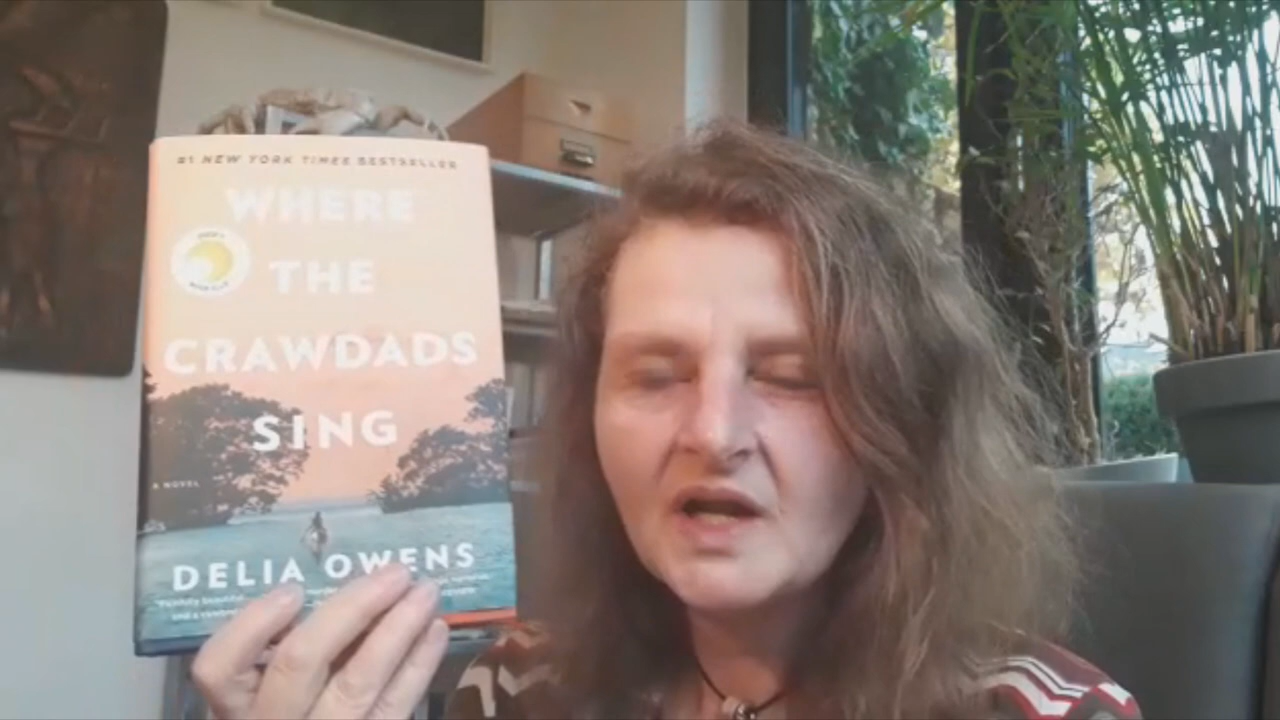 #1 NEW YORK TIMES BESTSELLER
WHERE
THE
CRAWDADS
SING
A NOVEL
DELIA OWENS